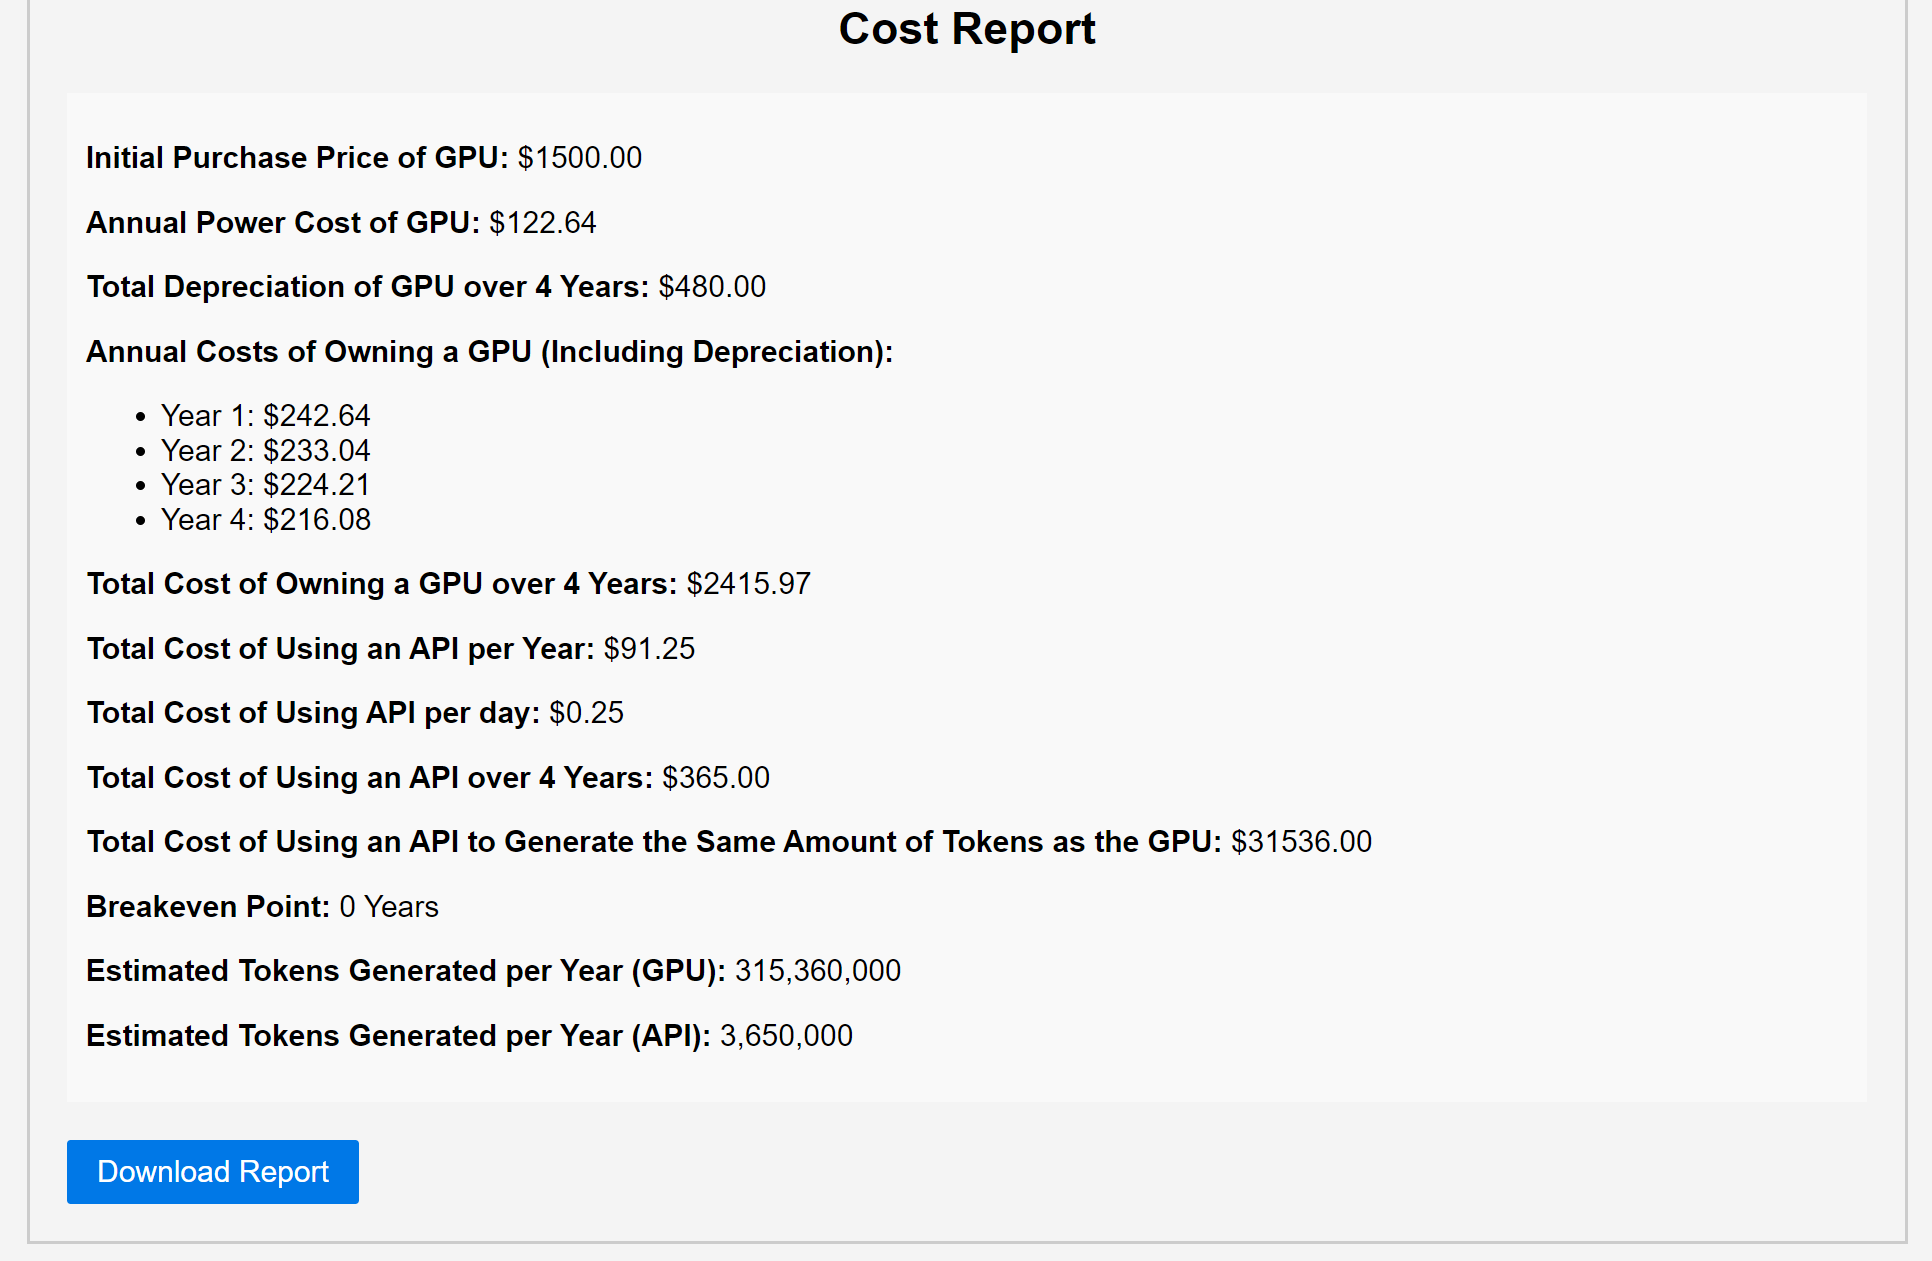 Cost Report
Initial Purchase Price of GPU: $1500.00
Annual Power Cost of GPU: $122.64
Total Depreciation of GPU over 4 Years: $480.00
Annual Costs of Owning a GPU (Including Depreciation):
• Year 1: $242.64
• Year 2: $233.04
• Year 3: $224.21
• Year 4: $216.08
Total Cost of Owning a GPU over 4 Years: $2415.97
Total Cost of Using an API per Year: $91.25
Total Cost of Using API per day: $0.25
Total Cost of Using an API over 4 Years: $365.00
Total Cost of Using an API to Generate the Same Amount of Tokens as the GPU: $31536.00
Breakeven Point: 0 Years
Estimated Tokens Generated per Year (GPU): 315,360,000
Estimated Tokens Generated per Year (API): 3,650,000
Download Report